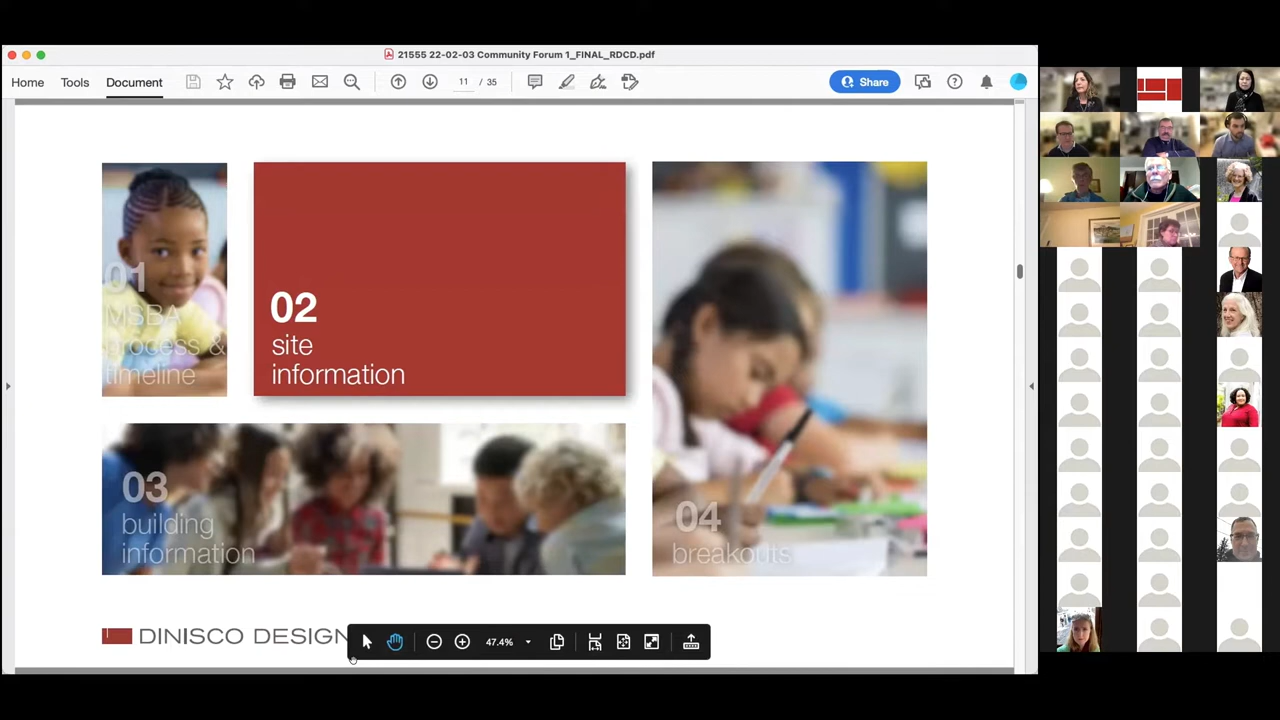 21555 22-02-03 Community Forum 1_FINAL_RDCD.pdf
Home Tools Document
11 / 35
Share
01
MSBA
process &
timeline
02
site
information
03
building
information
04
breakouts
DINISCO DESIGN
47.4%